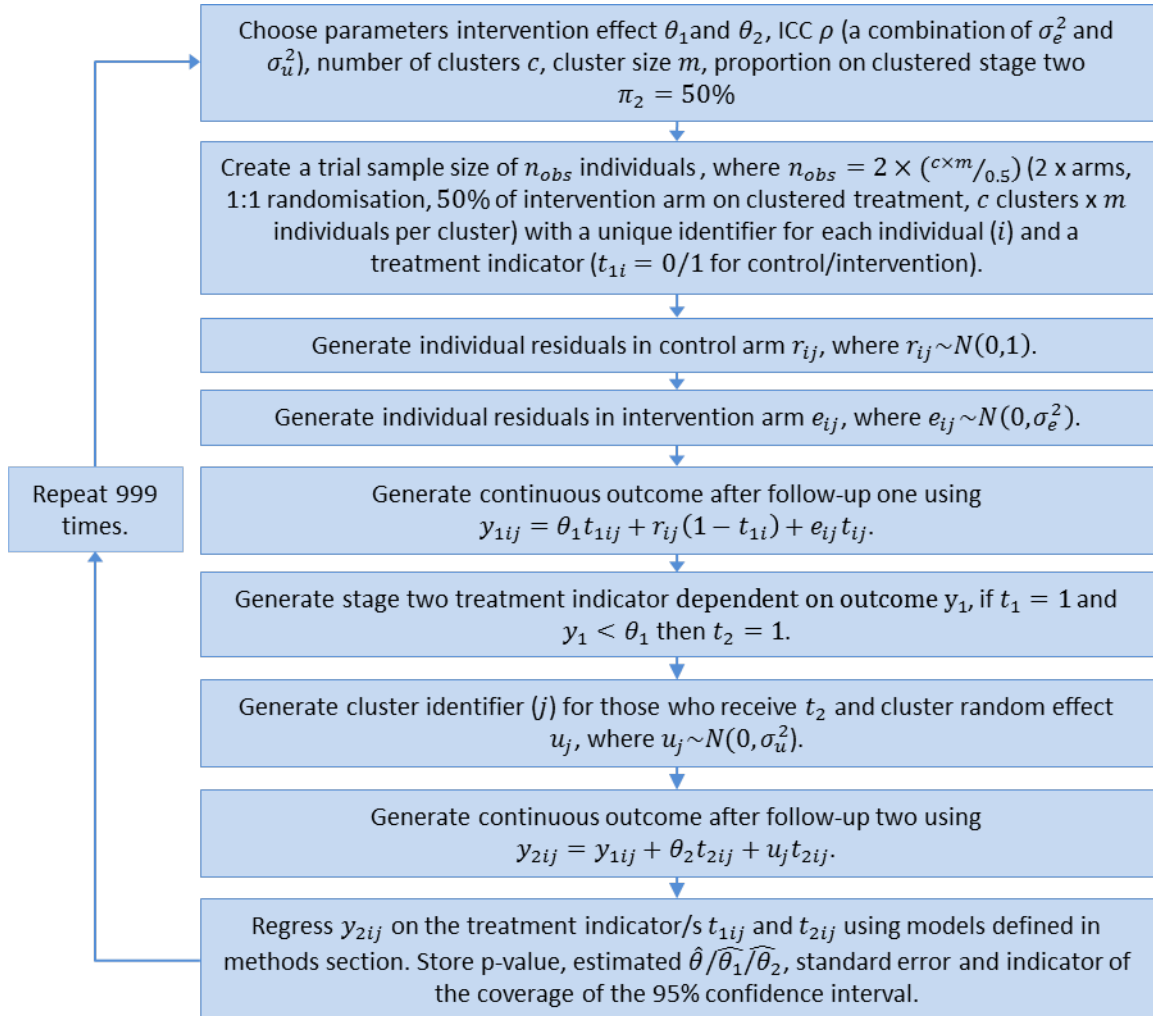 Choose parameters intervention effect θ₁and θ₂, ICC ρ (a combination of σₑ² and
σᵤ²), number of clusters c, cluster size m, proportion on clustered stage two
π₂ = 50%
Create a trial sample size of n_obs individuals , where n_obs = 2 × (c×m/0.5) (2 x arms,
1:1 randomisation, 50% of intervention arm on clustered treatment, c clusters x m
individuals per cluster) with a unique identifier for each individual (i) and a
treatment indicator (t₁ᵢ = 0/1 for control/intervention).
Generate individual residuals in control arm rᵢⱼ, where rᵢⱼ~N(0,1).
Generate individual residuals in intervention arm eᵢⱼ, where eᵢⱼ~N(0,σₑ²).
Repeat 999
times.
Generate continuous outcome after follow-up one using
y₁ᵢⱼ = θ₁t₁ᵢⱼ + rᵢⱼ(1 − t₁ᵢ) + eᵢⱼtᵢⱼ.
Generate stage two treatment indicator dependent on outcome y₁, if t₁ = 1 and
y₁ < θ₁ then t₂ = 1.
Generate cluster identifier (j) for those who receive t₂ and cluster random effect
uⱼ, where uⱼ~N(0,σᵤ²).
Generate continuous outcome after follow-up two using
y₂ᵢⱼ = y₁ᵢⱼ + θ₂t₂ᵢⱼ + uⱼt₂ᵢⱼ.
Regress y₂ᵢⱼ on the treatment indicator/s t₁ᵢⱼ and t₂ᵢⱼ using models defined in
methods section. Store p-value, estimated θ̂/θ̂₁/θ̂₂, standard error and indicator of
the coverage of the 95% confidence interval.